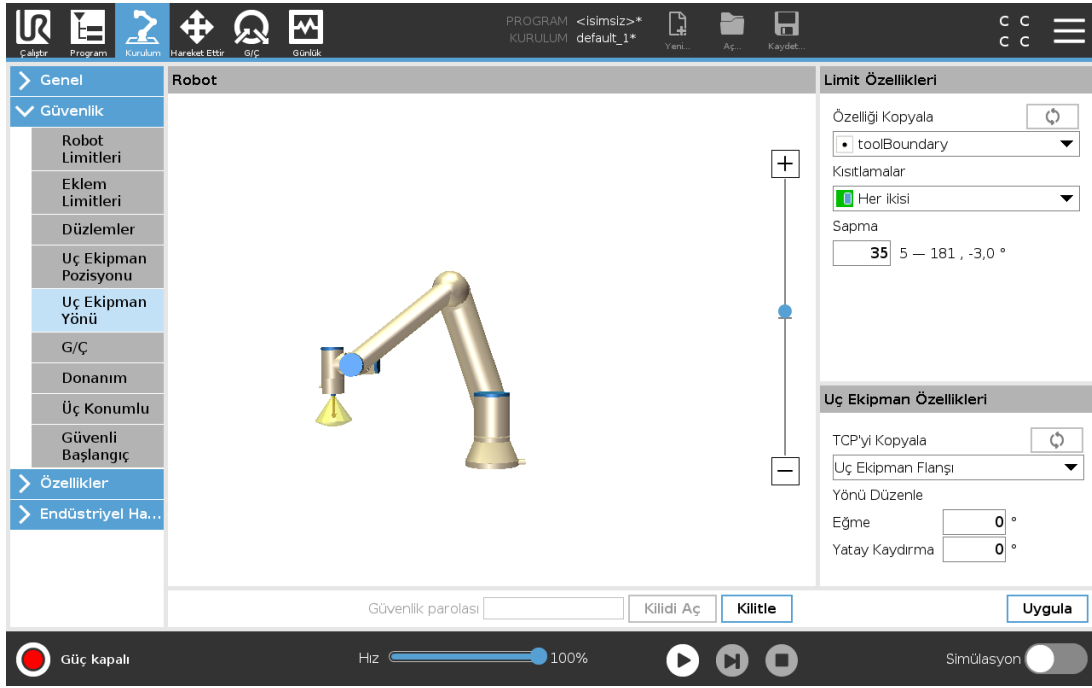 UR
PROGRAM <isimsiz>*
KURULUM default_1*
Çalıştır
Program
Kurulum
Hareket Ettir
G/Ç
Günlük
Yeni...
Aç...
Kaydet...
C C
C C
Genel
Güvenlik
Robot
Limitleri
Eklem
Limitleri
Düzlemler
Uç Ekipman
Pozisyonu
Uç Ekipman
Yönü
G/Ç
Donanım
Üç Konumlu
Güvenli
Başlangıç
Özellikler
Endüstriyel Ha...
Robot
Limit Özellikleri
Özelliği Kopyala
toolBoundary
Kısıtlamalar
Her ikisi
Sapma
35 5 — 181 , -3,0 °
Uç Ekipman Özellikleri
TCP'yi Kopyala
Uç Ekipman Flanşı
Yönü Düzenle
Eğme 0 °
Yatay Kaydırma 0 °
Güvenlik parolası Kilidi Aç Kilitle Uygula
Güç kapalı Hız 100% Simülasyon